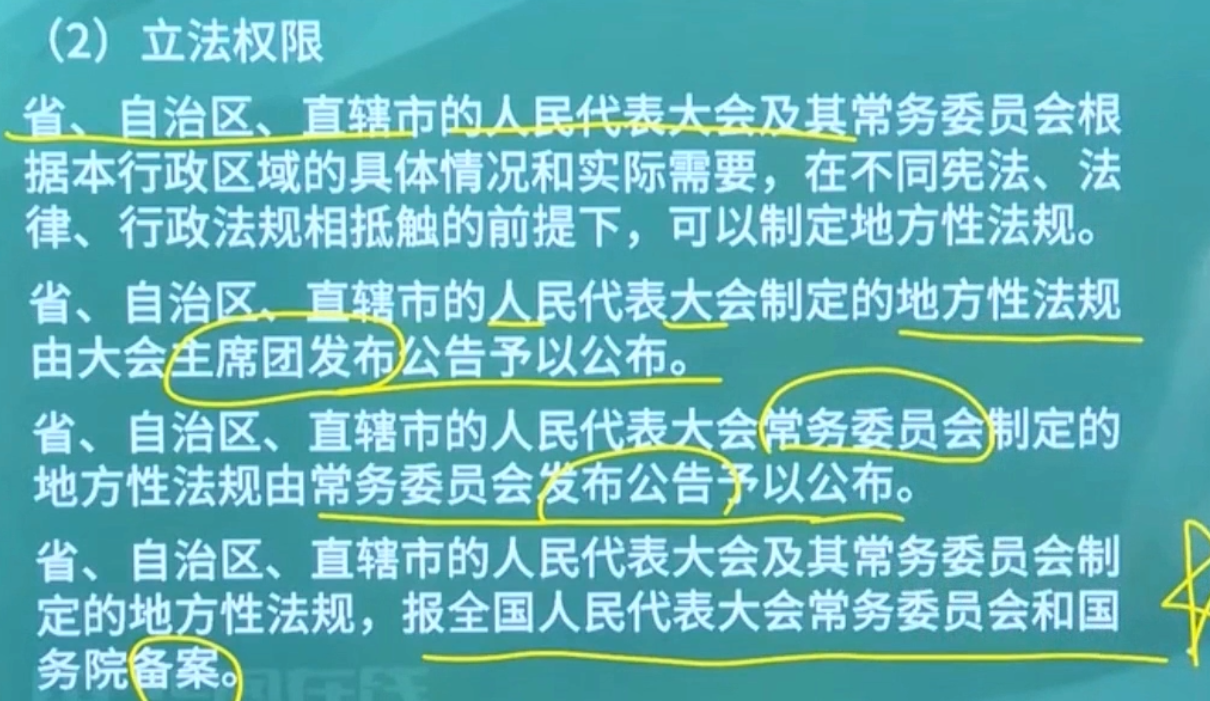 （2）立法权限
省、自治区、直辖市的人民代表大会及其常务委员会根
据本行政区域的具体情况和实际需要，在不同宪法、法
律、行政法规相抵触的前提下，可以制定地方性法规。
省、自治区、直辖市的人民代表大会制定的地方性法规
由大会主席团发布公告予以公布。
省、自治区、直辖市的人民代表大会常务委员会制定的
地方性法规由常务委员会发布公告予以公布。
省、自治区、直辖市的人民代表大会及其常务委员会制
定的地方性法规，报全国人民代表大会常务委员会和国
务院备案。